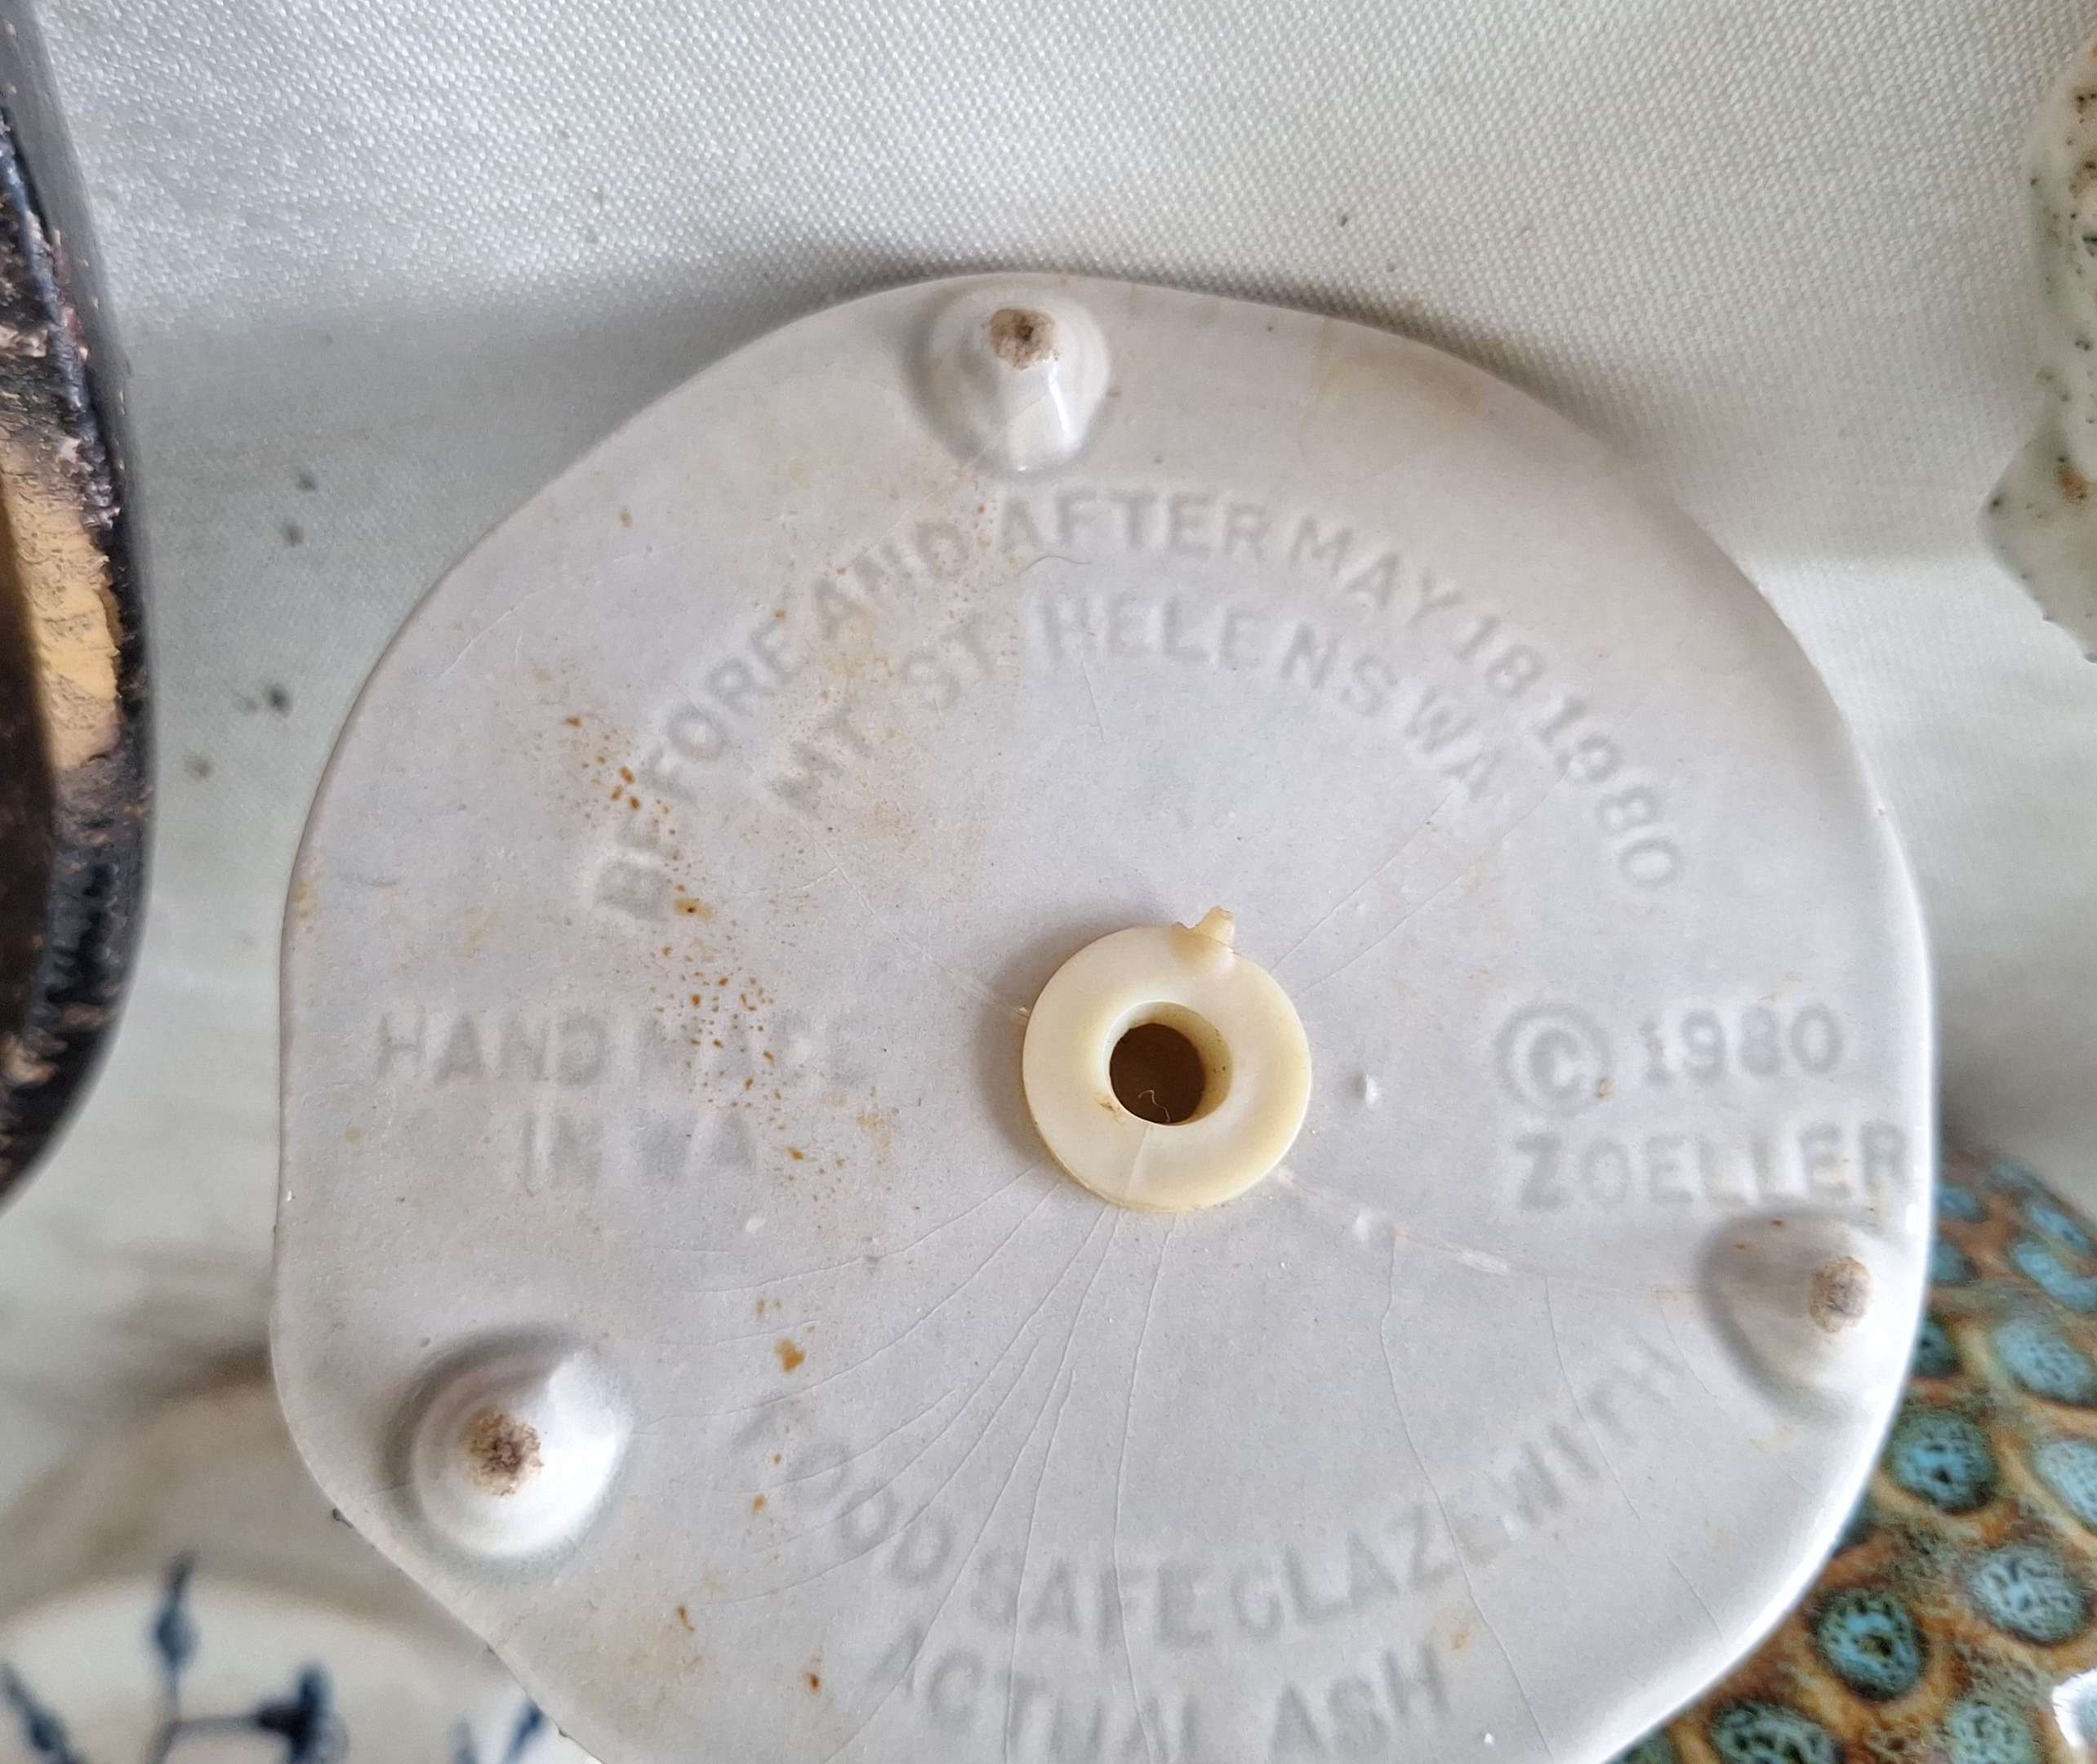 BEFORE AND AFTER MAY 18 1980
MT ST HELENS WA
HAND MADE
IN WA
© 1980
ZOELLER
FOOD SAFE GLAZE WITH
ACTUAL ASH